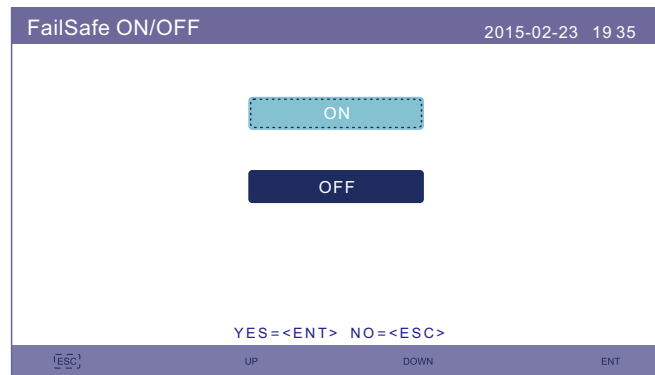 FailSafe ON/OFF 2015-02-23 19 35
ON
OFF
YES=<ENT> NO=<ESC>
ESC UP DOWN ENT